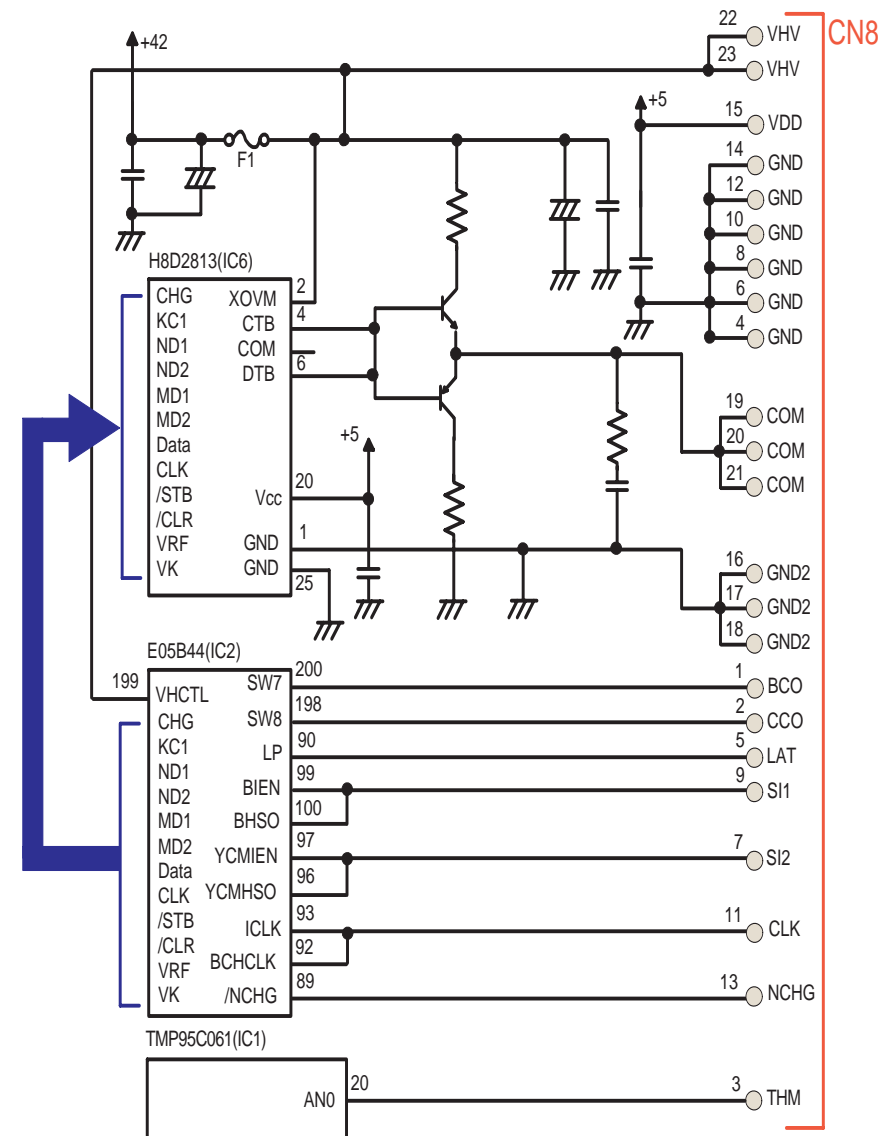 CN8
22 VHV
23 VHV
+42
+5
15 VDD
14 GND
12 GND
10 GND
8 GND
6 GND
4 GND
F1
H8D2813(IC6)
CHG
KC1
ND1
ND2
MD1
MD2
Data
CLK
/STB
/CLR
VRF
VK
XOVM 2
CTB 4
COM
DTB 6
Vcc 20
GND 1
GND 25
+5
19 COM
20 COM
21 COM
16 GND2
17 GND2
18 GND2
E05B44(IC2)
199 VHCTL
CHG
KC1
ND1
ND2
MD1
MD2
Data
CLK
/STB
/CLR
VRF
VK
SW7 200
SW8 198
LP 90
BIEN 99
BHSO 100
YCMIEN 97
YCMHSO 96
ICLK 93
BCHCLK 92
/NCHG 89
1 BCO
2 CCO
5 LAT
9 SI1
7 SI2
11 CLK
13 NCHG
TMP95C061(IC1)
AN0 20
3 THM